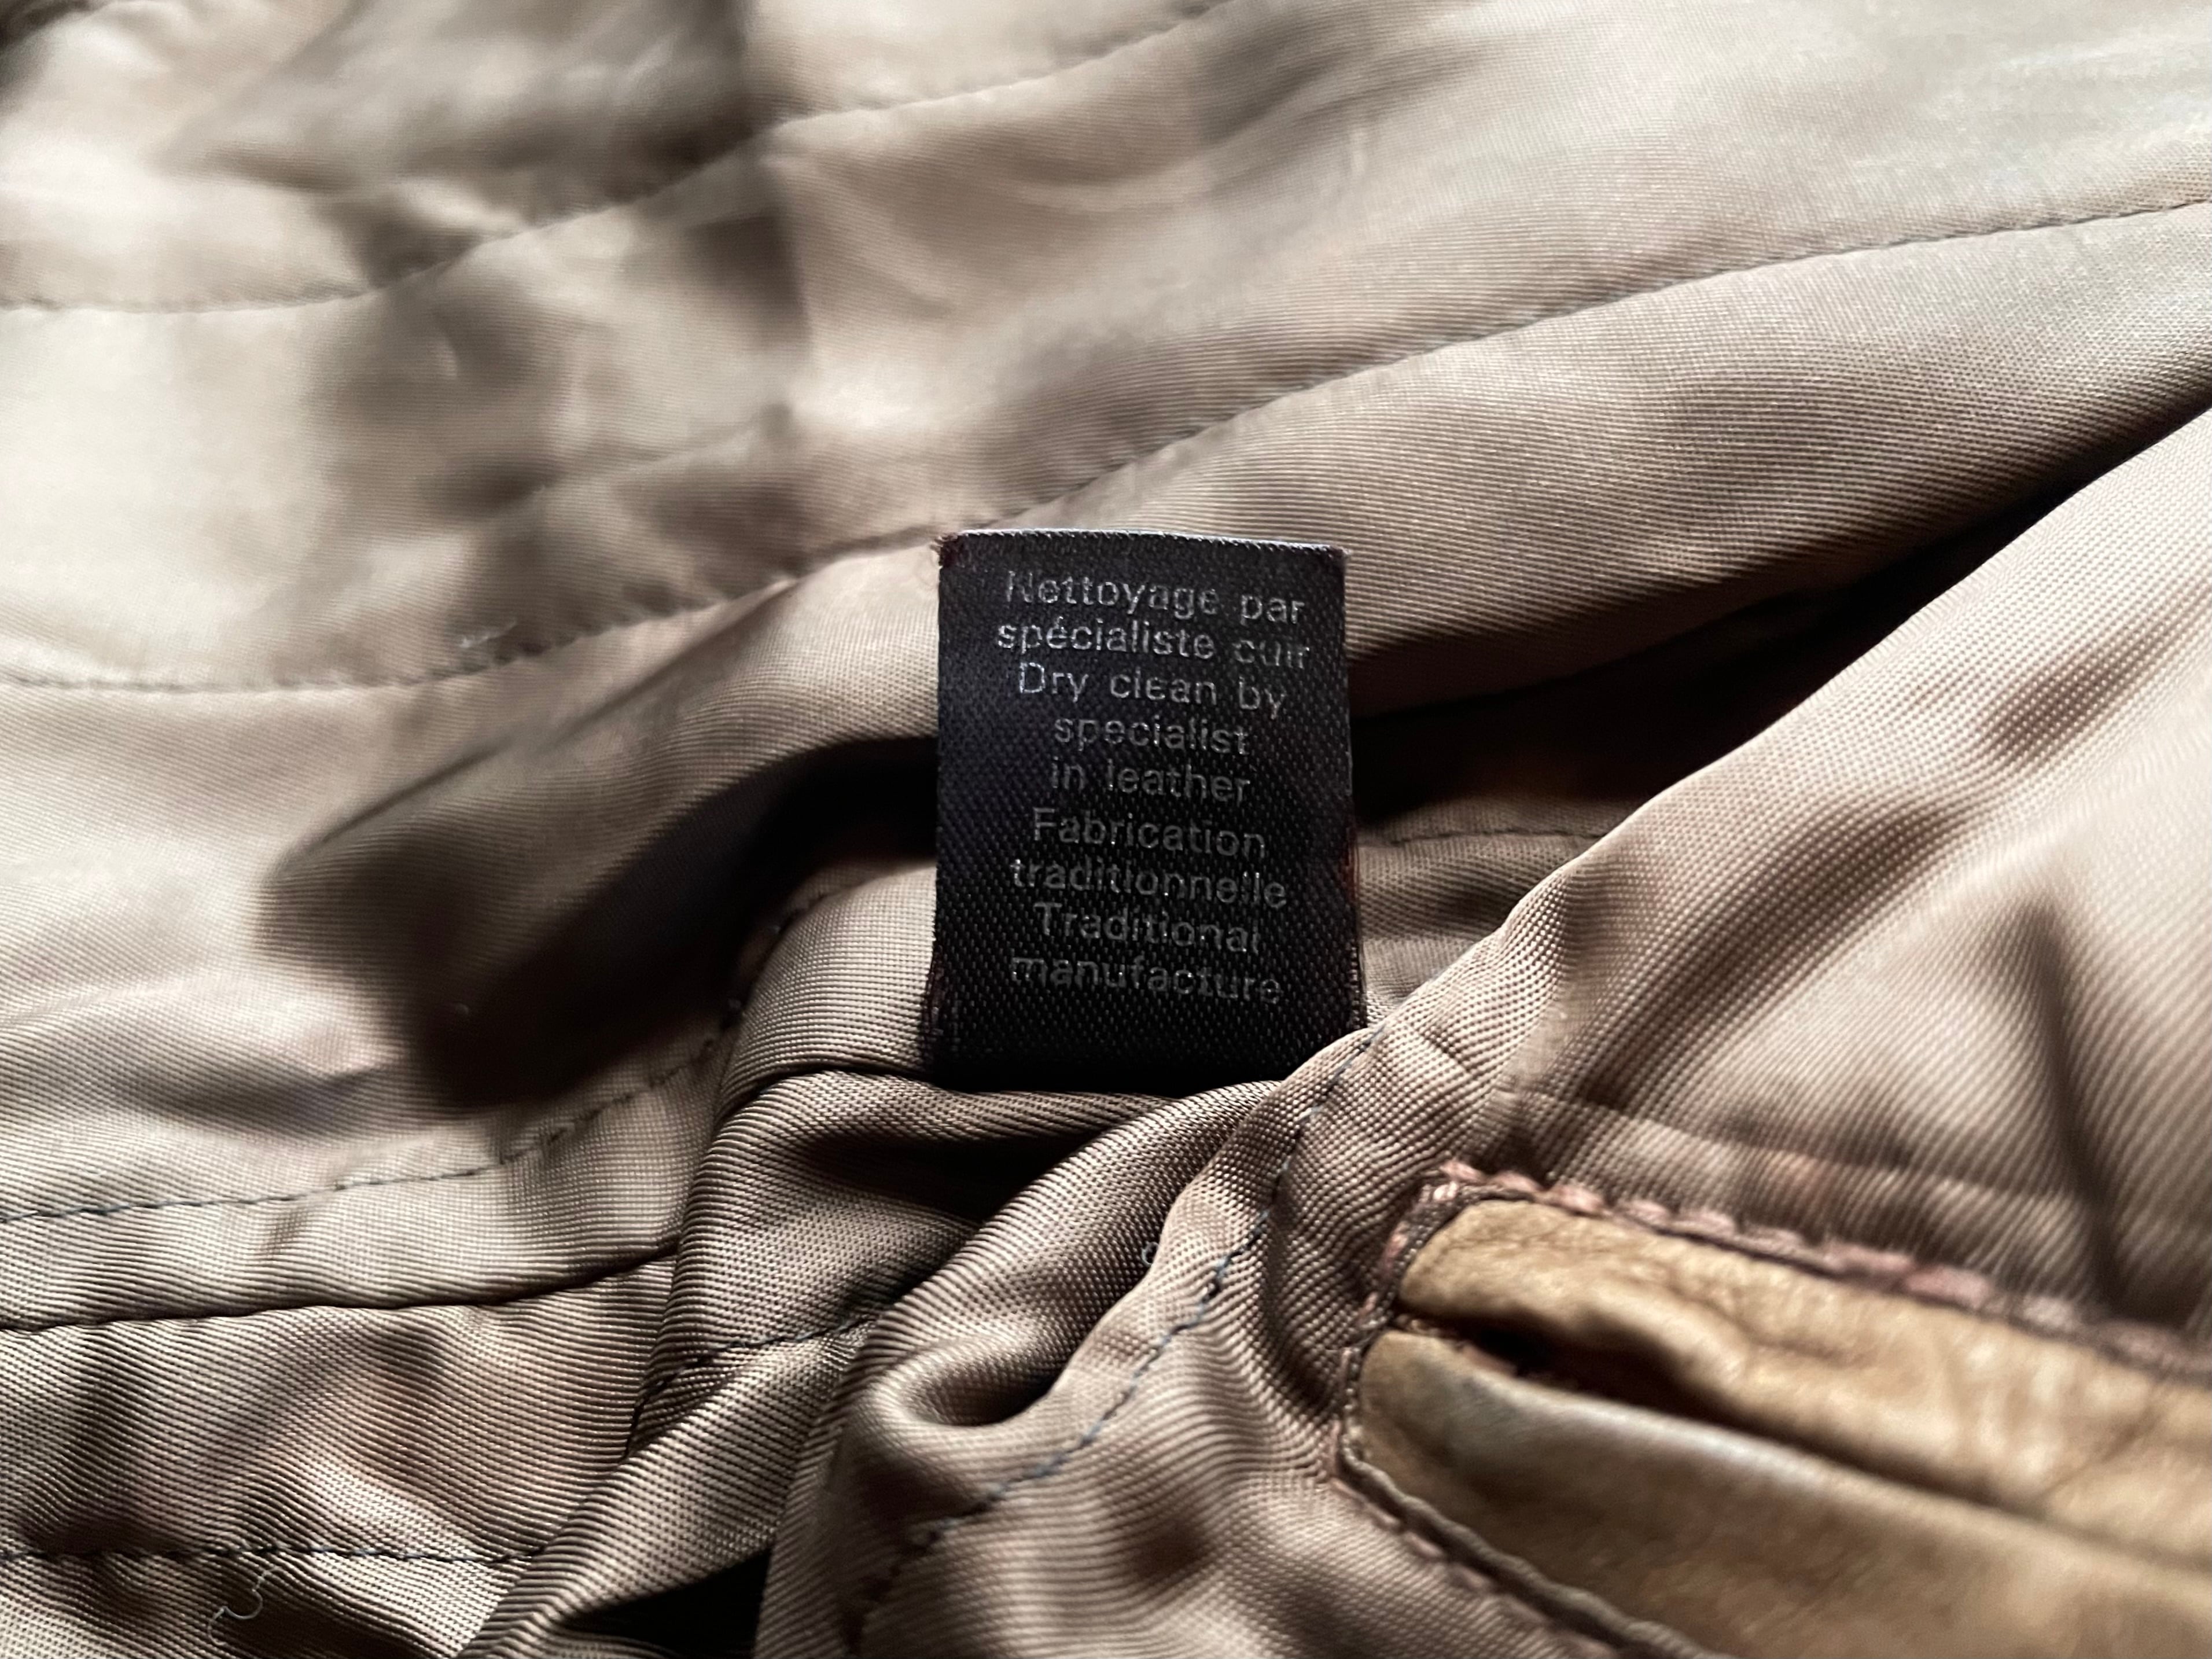 Nettoyage par
spécialiste cuir
Dry clean by
specialist
in leather
Fabrication
traditionnelle
Traditional
manufacture